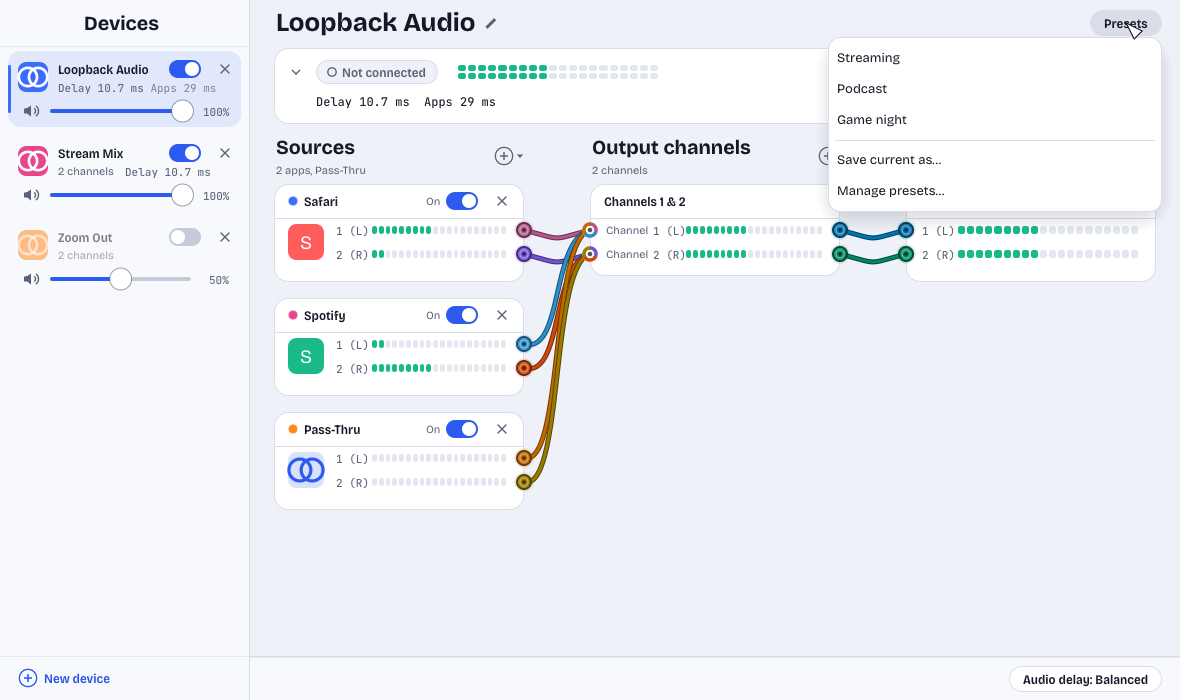 Devices
Loopback Audio
Delay 10.7 ms Apps 29 ms
100%
Stream Mix
2 channels Delay 10.7 ms
100%
Zoom Out
2 channels
50%
New device
Loopback Audio
Presets
Not connected
Delay 10.7 ms Apps 29 ms
Streaming
Podcast
Game night
Save current as...
Manage presets...
Sources
2 apps, Pass-Thru
Safari On
S
1 (L)
2 (R)
Spotify On
S
1 (L)
2 (R)
Pass-Thru On
1 (L)
2 (R)
Output channels
2 channels
Channels 1 & 2
Channel 1 (L)
Channel 2 (R)
1 (L)
2 (R)
Audio delay: Balanced